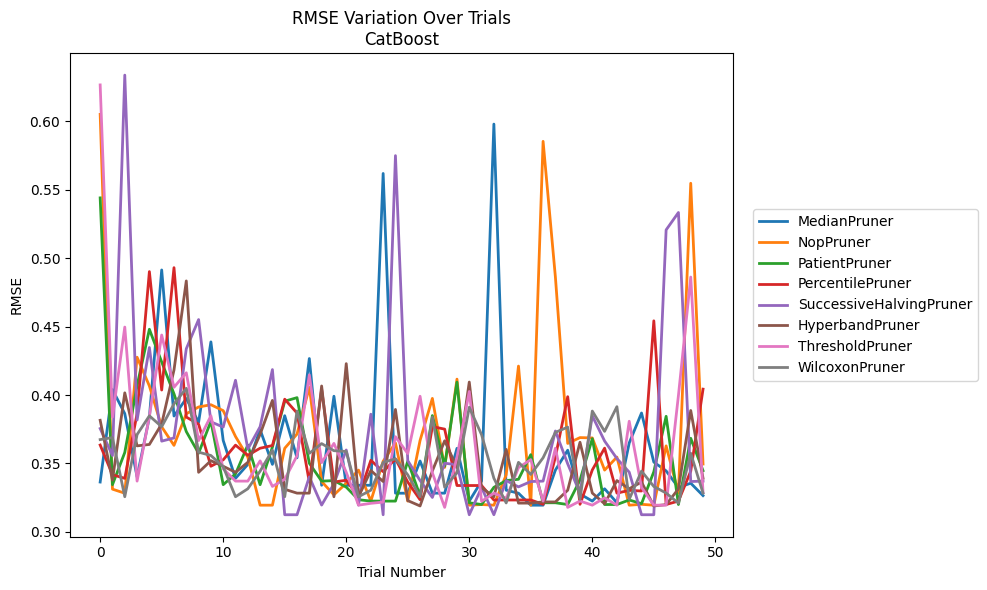 RMSE Variation Over Trials
CatBoost
RMSE
0.60
0.55
0.50
0.45
0.40
0.35
0.30
0
10
20
30
40
50
Trial Number
MedianPruner
NopPruner
PatientPruner
PercentilePruner
SuccessiveHalvingPruner
HyperbandPruner
ThresholdPruner
WilcoxonPruner